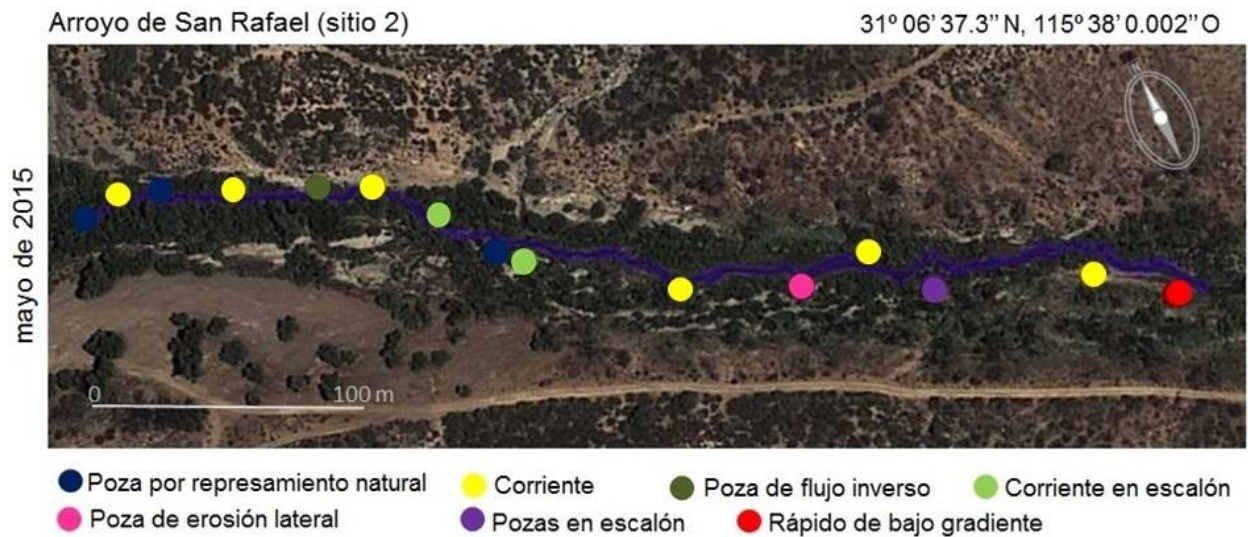 Arroyo de San Rafael (sitio 2)
31º 06’ 37.3’’ N, 115º 38’ 0.002’’ O
N
mayo de 2015
0 100 m
Poza por represamiento natural Corriente Poza de flujo inverso Corriente en escalón
Poza de erosión lateral Pozas en escalón Rápido de bajo gradiente